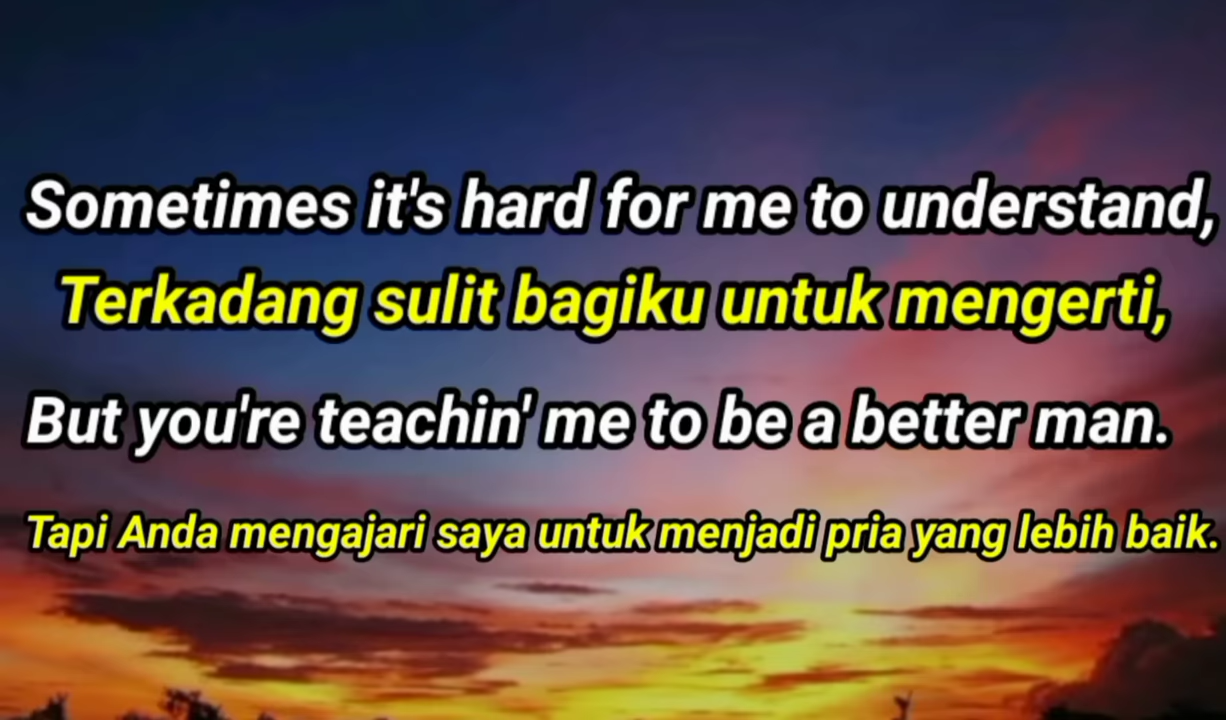 Sometimes it's hard for me to understand,
Terkadang sulit bagiku untuk mengerti,
But you're teachin' me to be a better man.
Tapi Anda mengajari saya untuk menjadi pria yang lebih baik.